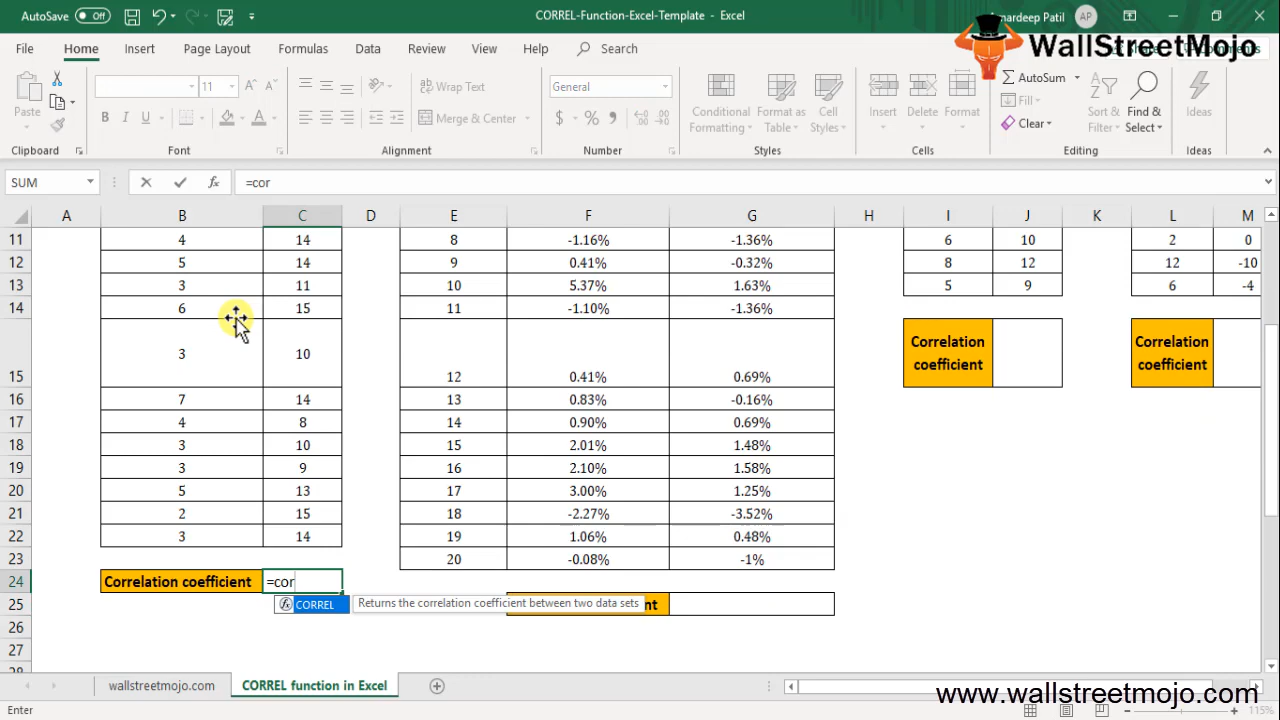 AutoSave Off
CORREL-Function-Excel-Template - Excel
Amardeep Patil AP
File Home Insert Page Layout Formulas Data Review View Help Search
WallStreetMojo
Paste
11
B I U
Wrap Text
Merge & Center
General
$ % ,
Conditional Formatting
Format as Table
Cell Styles
Insert Delete Format
AutoSum
Fill
Clear
Sort & Filter
Find & Select
Ideas
Clipboard Font Alignment Number Styles Cells Editing Ideas
SUM fx =cor
A B C D E F G H I J K L M
11 4 14 8 -1.16% -1.36% 6 10 2 0
12 5 14 9 0.41% -0.32% 8 12 12 -10
13 3 11 10 5.37% 1.63% 5 9 6 -4
14 6 15 11 -1.10% -1.36%
15 3 10 12 0.41% 0.69% Correlation coefficient Correlation coefficient
16 7 14 13 0.83% -0.16%
17 4 8 14 0.90% 0.69%
18 3 10 15 2.01% 1.48%
19 3 9 16 2.10% 1.58%
20 5 13 17 3.00% 1.25%
21 2 15 18 -2.27% -3.52%
22 3 14 19 1.06% 0.48%
23 20 -0.08% -1%
24 Correlation coefficient =cor
25 CORREL Returns the correlation coefficient between two data sets nt
26
27
28
wallstreetmojo.com CORREL function in Excel
www.wallstreetmojo.com
Enter 115%